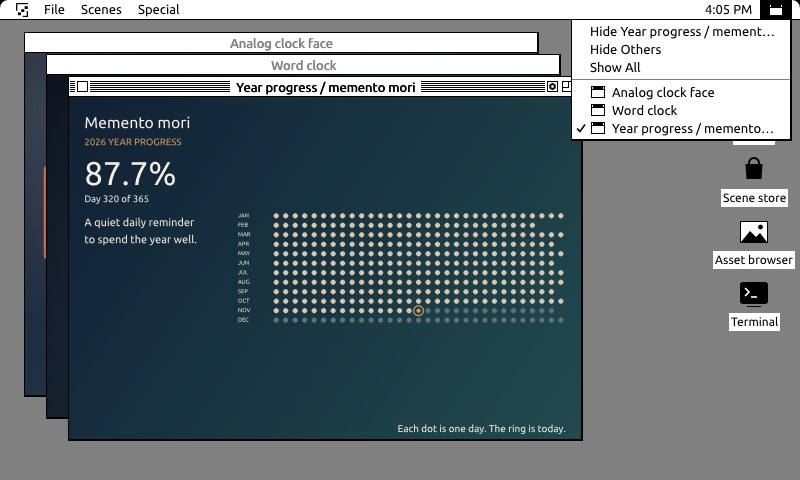 File Scenes Special 4:05 PM
Hide Year progress / mement...
Hide Others
Show All
Analog clock face
Word clock
Year progress / memento...
Analog clock face
Word clock
Year progress / memento mori
Memento mori
2026 YEAR PROGRESS
87.7%
Day 320 of 365
A quiet daily reminder
to spend the year well.
JAN
FEB
MAR
APR
MAY
JUN
JUL
AUG
SEP
OCT
NOV
DEC
Each dot is one day. The ring is today.
Scene store
Asset browser
Terminal